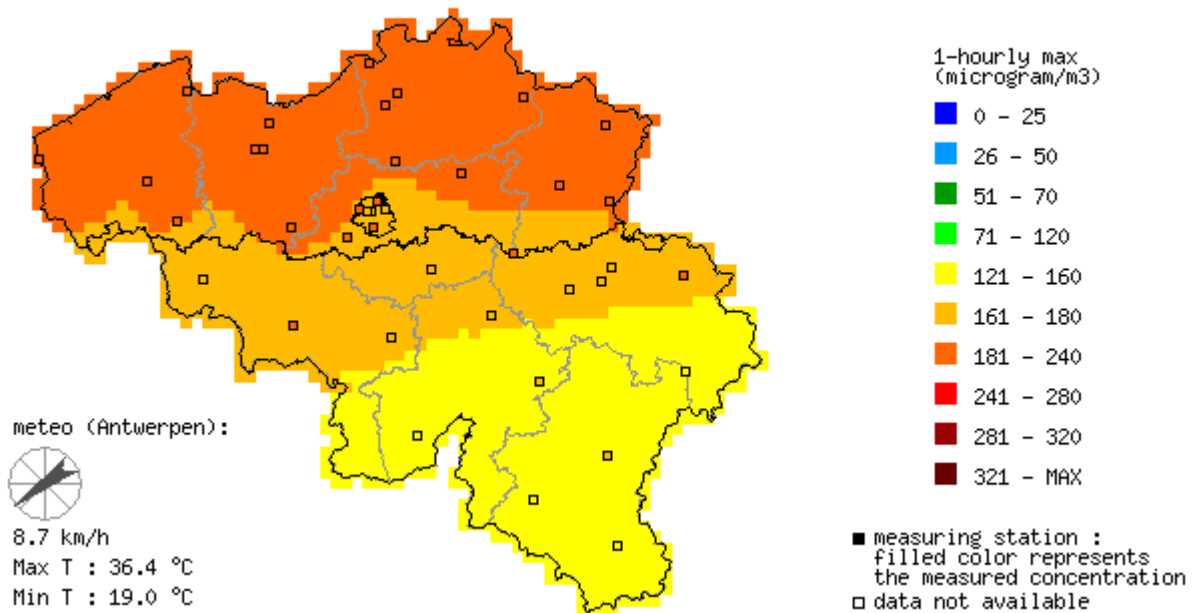 1-hourly max
(microgram/m3)
0 - 25
26 - 50
51 - 70
71 - 120
121 - 160
161 - 180
181 - 240
241 - 280
281 - 320
321 - MAX
meteo (Antwerpen):
8.7 km/h
Max T : 36.4 °C
Min T : 19.0 °C
measuring station :
filled color represents
the measured concentration
data not available